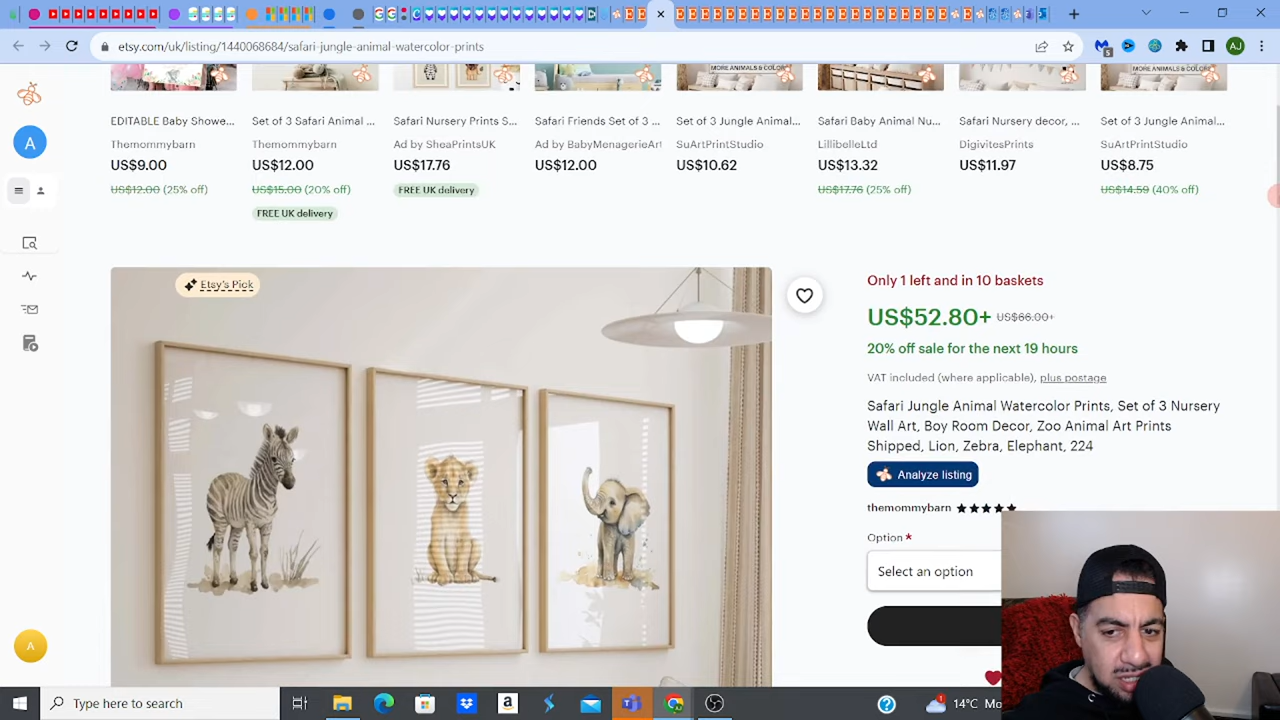 etsy.com/uk/listing/1440068684/safari-jungle-animal-watercolor-prints
5
AJ
A
MORE ANIMALS & COLOR
MORE ANIMALS & COLOR
EDITABLE Baby Showe...
Set of 3 Safari Animal ...
Safari Nursery Prints S...
Safari Friends Set of 3 ...
Set of 3 Jungle Animal...
Safari Baby Animal Nu...
Safari Nursery decor, ...
Set of 3 Jungle Animal...
Themommybarn
Themommybarn
Ad by SheaPrintsUK
Ad by BabyMenagerieArt
SuArtPrintStudio
LillibelleLtd
DigivitesPrints
SuArtPrintStudio
US$9.00
US$12.00
US$17.76
US$12.00
US$10.62
US$13.32
US$11.97
US$8.75
US$12.00 (25% off)
US$15.00 (20% off)
FREE UK delivery
US$17.76 (25% off)
US$14.59 (40% off)
FREE UK delivery
Etsy's Pick
Only 1 left and in 10 baskets
US$52.80+ US$66.00+
20% off sale for the next 19 hours
VAT included (where applicable), plus postage
Safari Jungle Animal Watercolor Prints, Set of 3 Nursery
Wall Art, Boy Room Decor, Zoo Animal Art Prints
Shipped, Lion, Zebra, Elephant, 224
Analyze listing
themommybarn
Option *
Select an option
A
Type here to search
14°C